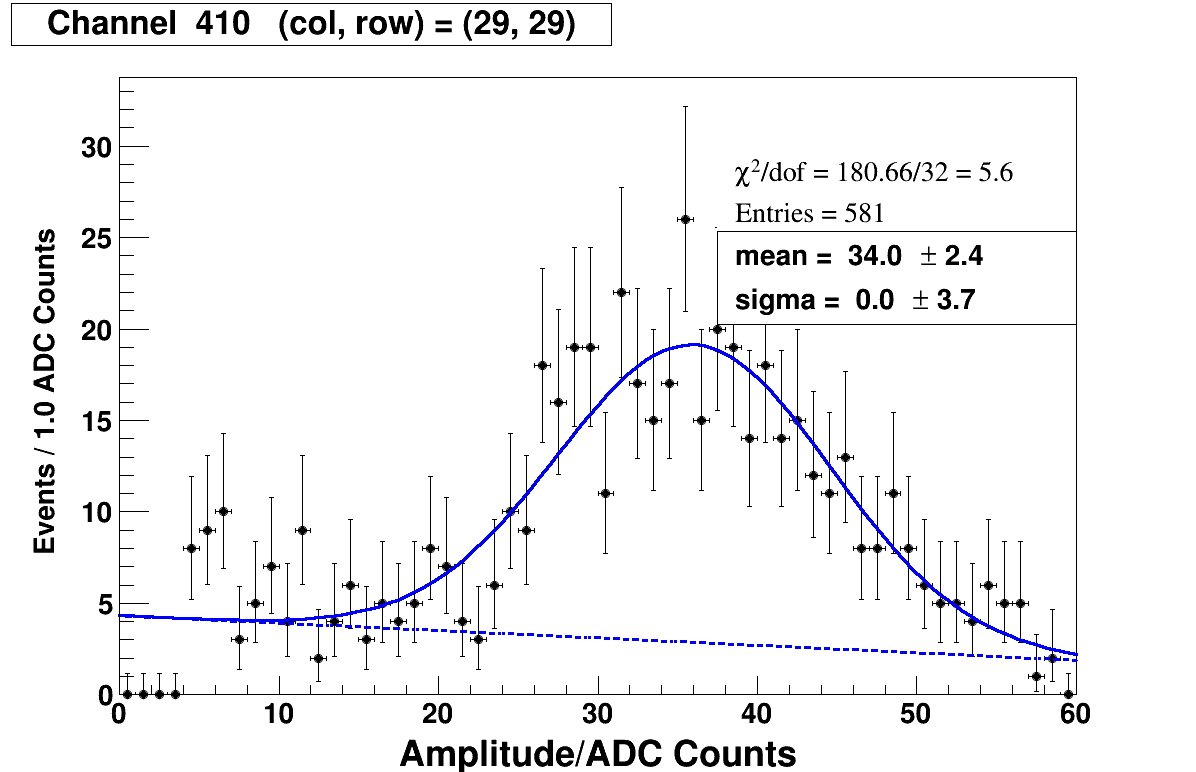 Channel 410 (col, row) = (29, 29)
χ²/dof = 180.66/32 = 5.6
Entries = 581
mean = 34.0 ± 2.4
sigma = 0.0 ± 3.7
Events / 1.0 ADC Counts
30
25
20
15
10
5
0
0 10 20 30 40 50 60
Amplitude/ADC Counts